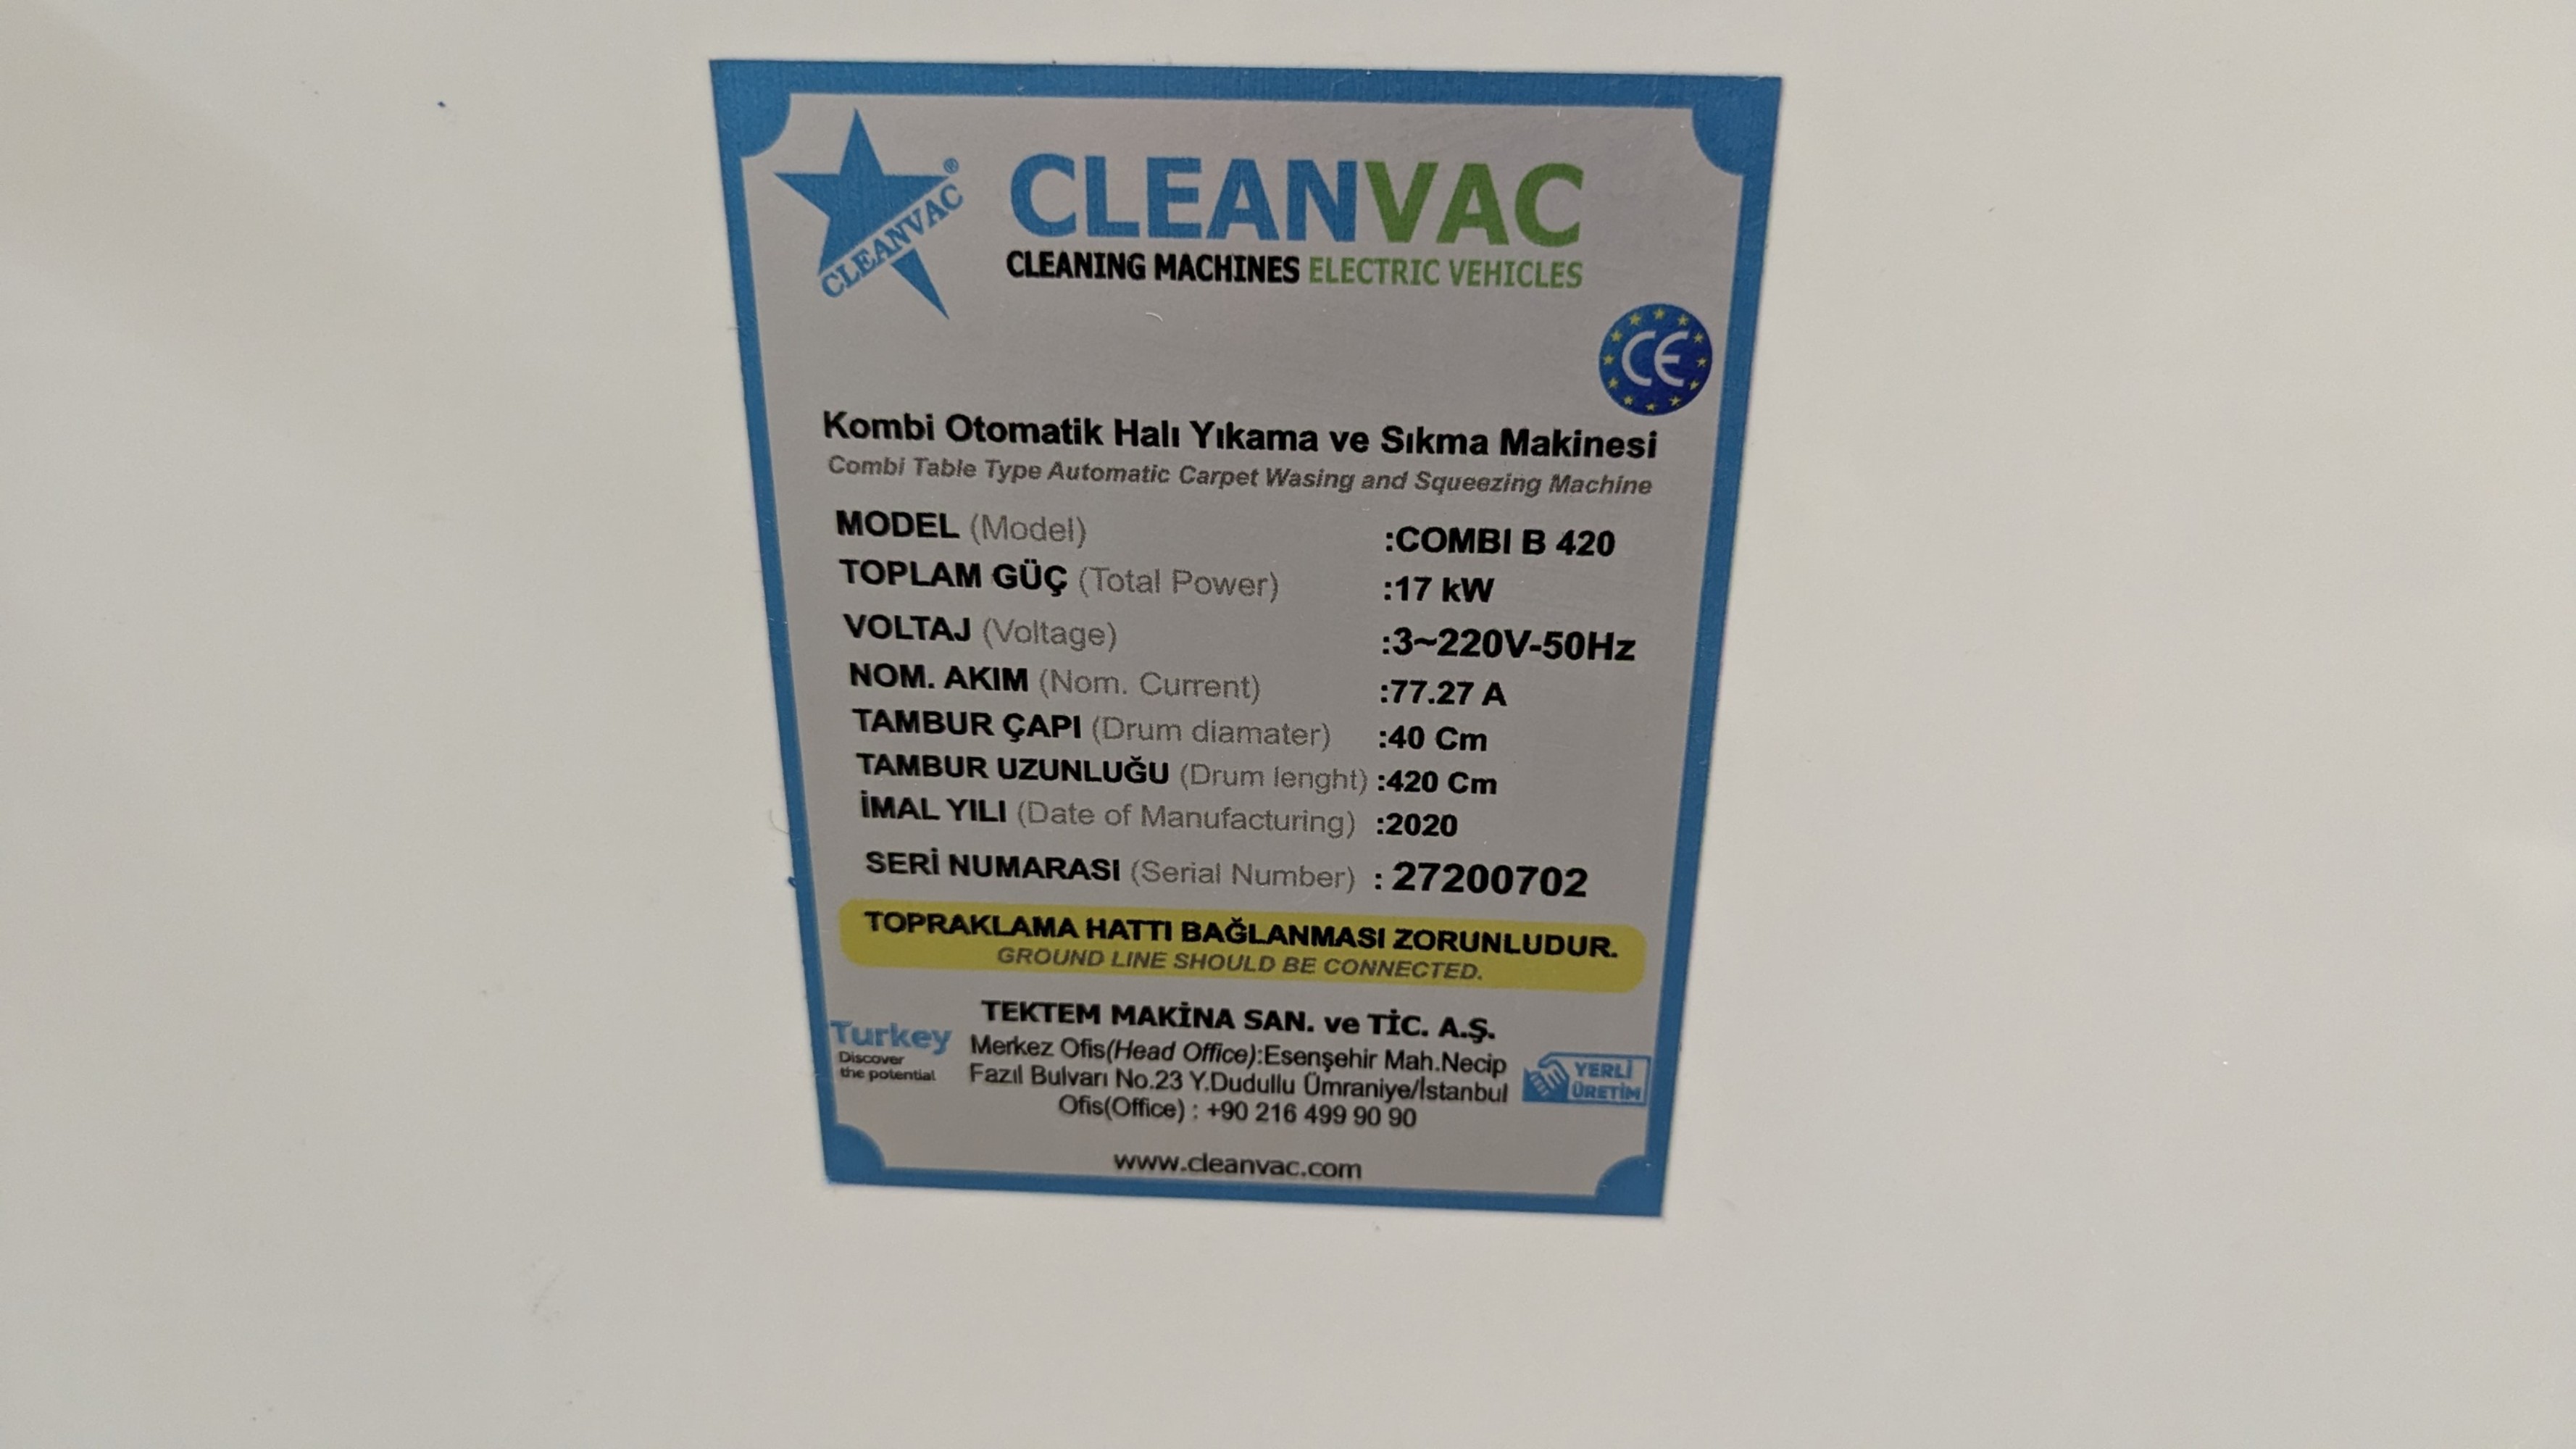 CLEANVAC®
CLEANVAC
CLEANING MACHINES ELECTRIC VEHICLES
CE
Kombi Otomatik Halı Yıkama ve Sıkma Makinesi
Combi Table Type Automatic Carpet Wasing and Squeezing Machine
MODEL (Model) :COMBI B 420
TOPLAM GÜÇ (Total Power) :17 kW
VOLTAJ (Voltage) :3~220V-50Hz
NOM. AKIM (Nom. Current) :77.27 A
TAMBUR ÇAPI (Drum diamater) :40 Cm
TAMBUR UZUNLUĞU (Drum lenght) :420 Cm
İMAL YILI (Date of Manufacturing) :2020
SERİ NUMARASI (Serial Number) : 27200702
TOPRAKLAMA HATTI BAĞLANMASI ZORUNLUDUR.
GROUND LINE SHOULD BE CONNECTED.
TEKTEM MAKİNA SAN. ve TİC. A.Ş.
Turkey
Discover
the potential
Merkez Ofis(Head Office):Esenşehir Mah.Necip
Fazıl Bulvarı No.23 Y.Dudullu Ümraniye/İstanbul
Ofis(Office) : +90 216 499 90 90
YERLİ
ÜRETİM
www.cleanvac.com